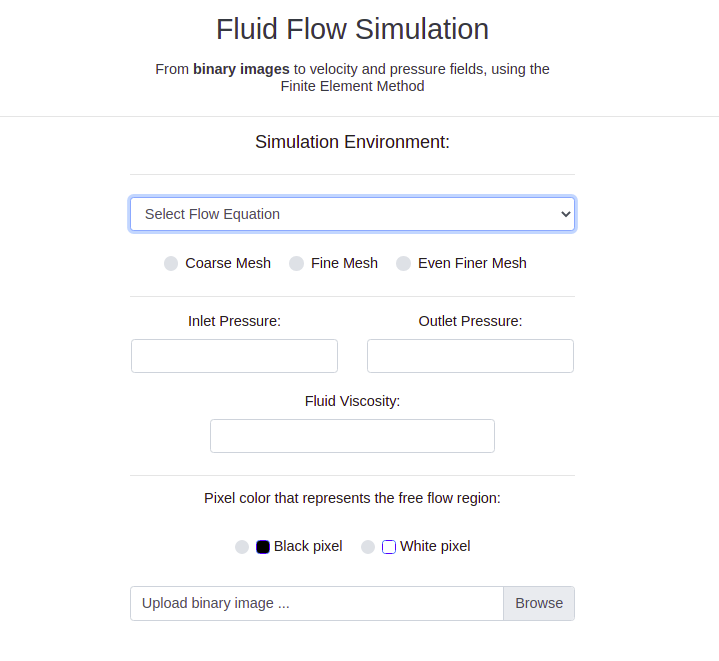 Fluid Flow Simulation
From binary images to velocity and pressure fields, using the
Finite Element Method
Simulation Environment:
Select Flow Equation
Coarse Mesh Fine Mesh Even Finer Mesh
Inlet Pressure: Outlet Pressure:
Fluid Viscosity:
Pixel color that represents the free flow region:
Black pixel White pixel
Upload binary image ... Browse